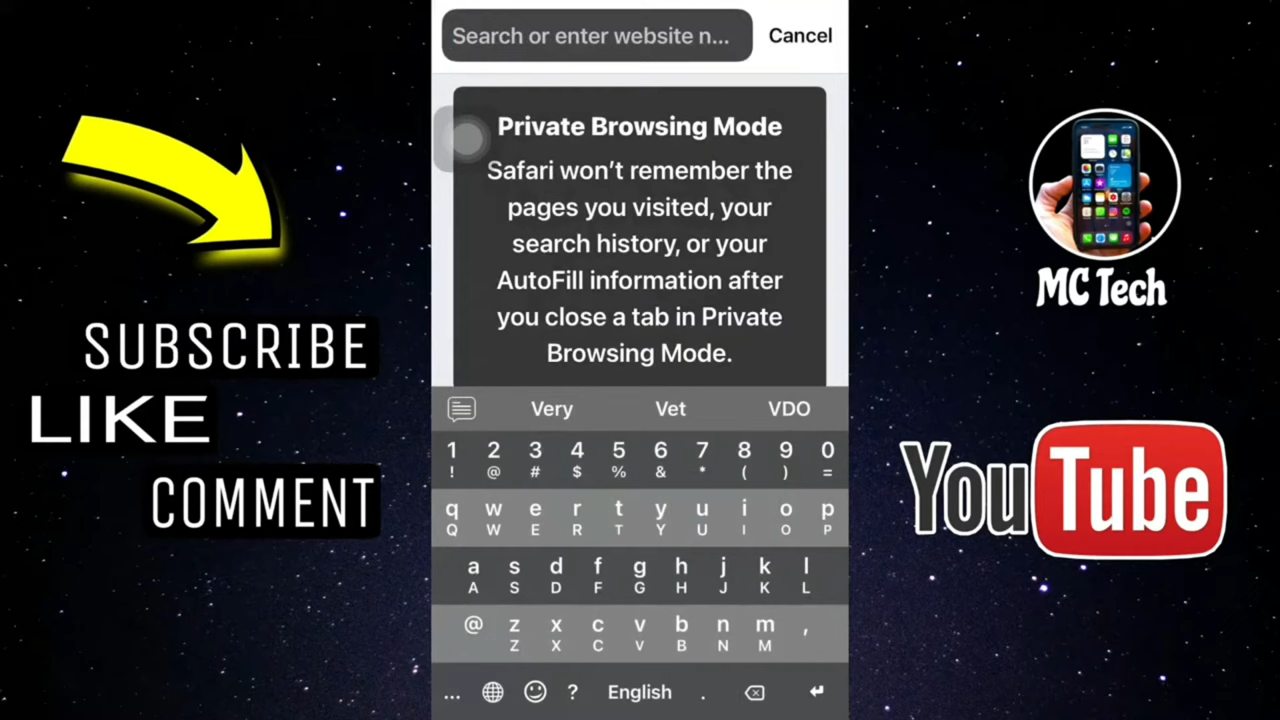 Search or enter website n...
Cancel
Private Browsing Mode
Safari won’t remember the
pages you visited, your
search history, or your
AutoFill information after
you close a tab in Private
Browsing Mode.
Very Vet VDO
1 2 3 4 5 6 7 8 9 0
! @ # $ % & * ( ) =
q w e r t y u i o p
Q W E R T Y U I O P
a s d f g h j k l
A S D F G H J K L
@ z x c v b n m ,
Z X C V B N M
... ? English .
SUBSCRIBE
LIKE
COMMENT
MC Tech
YouTube